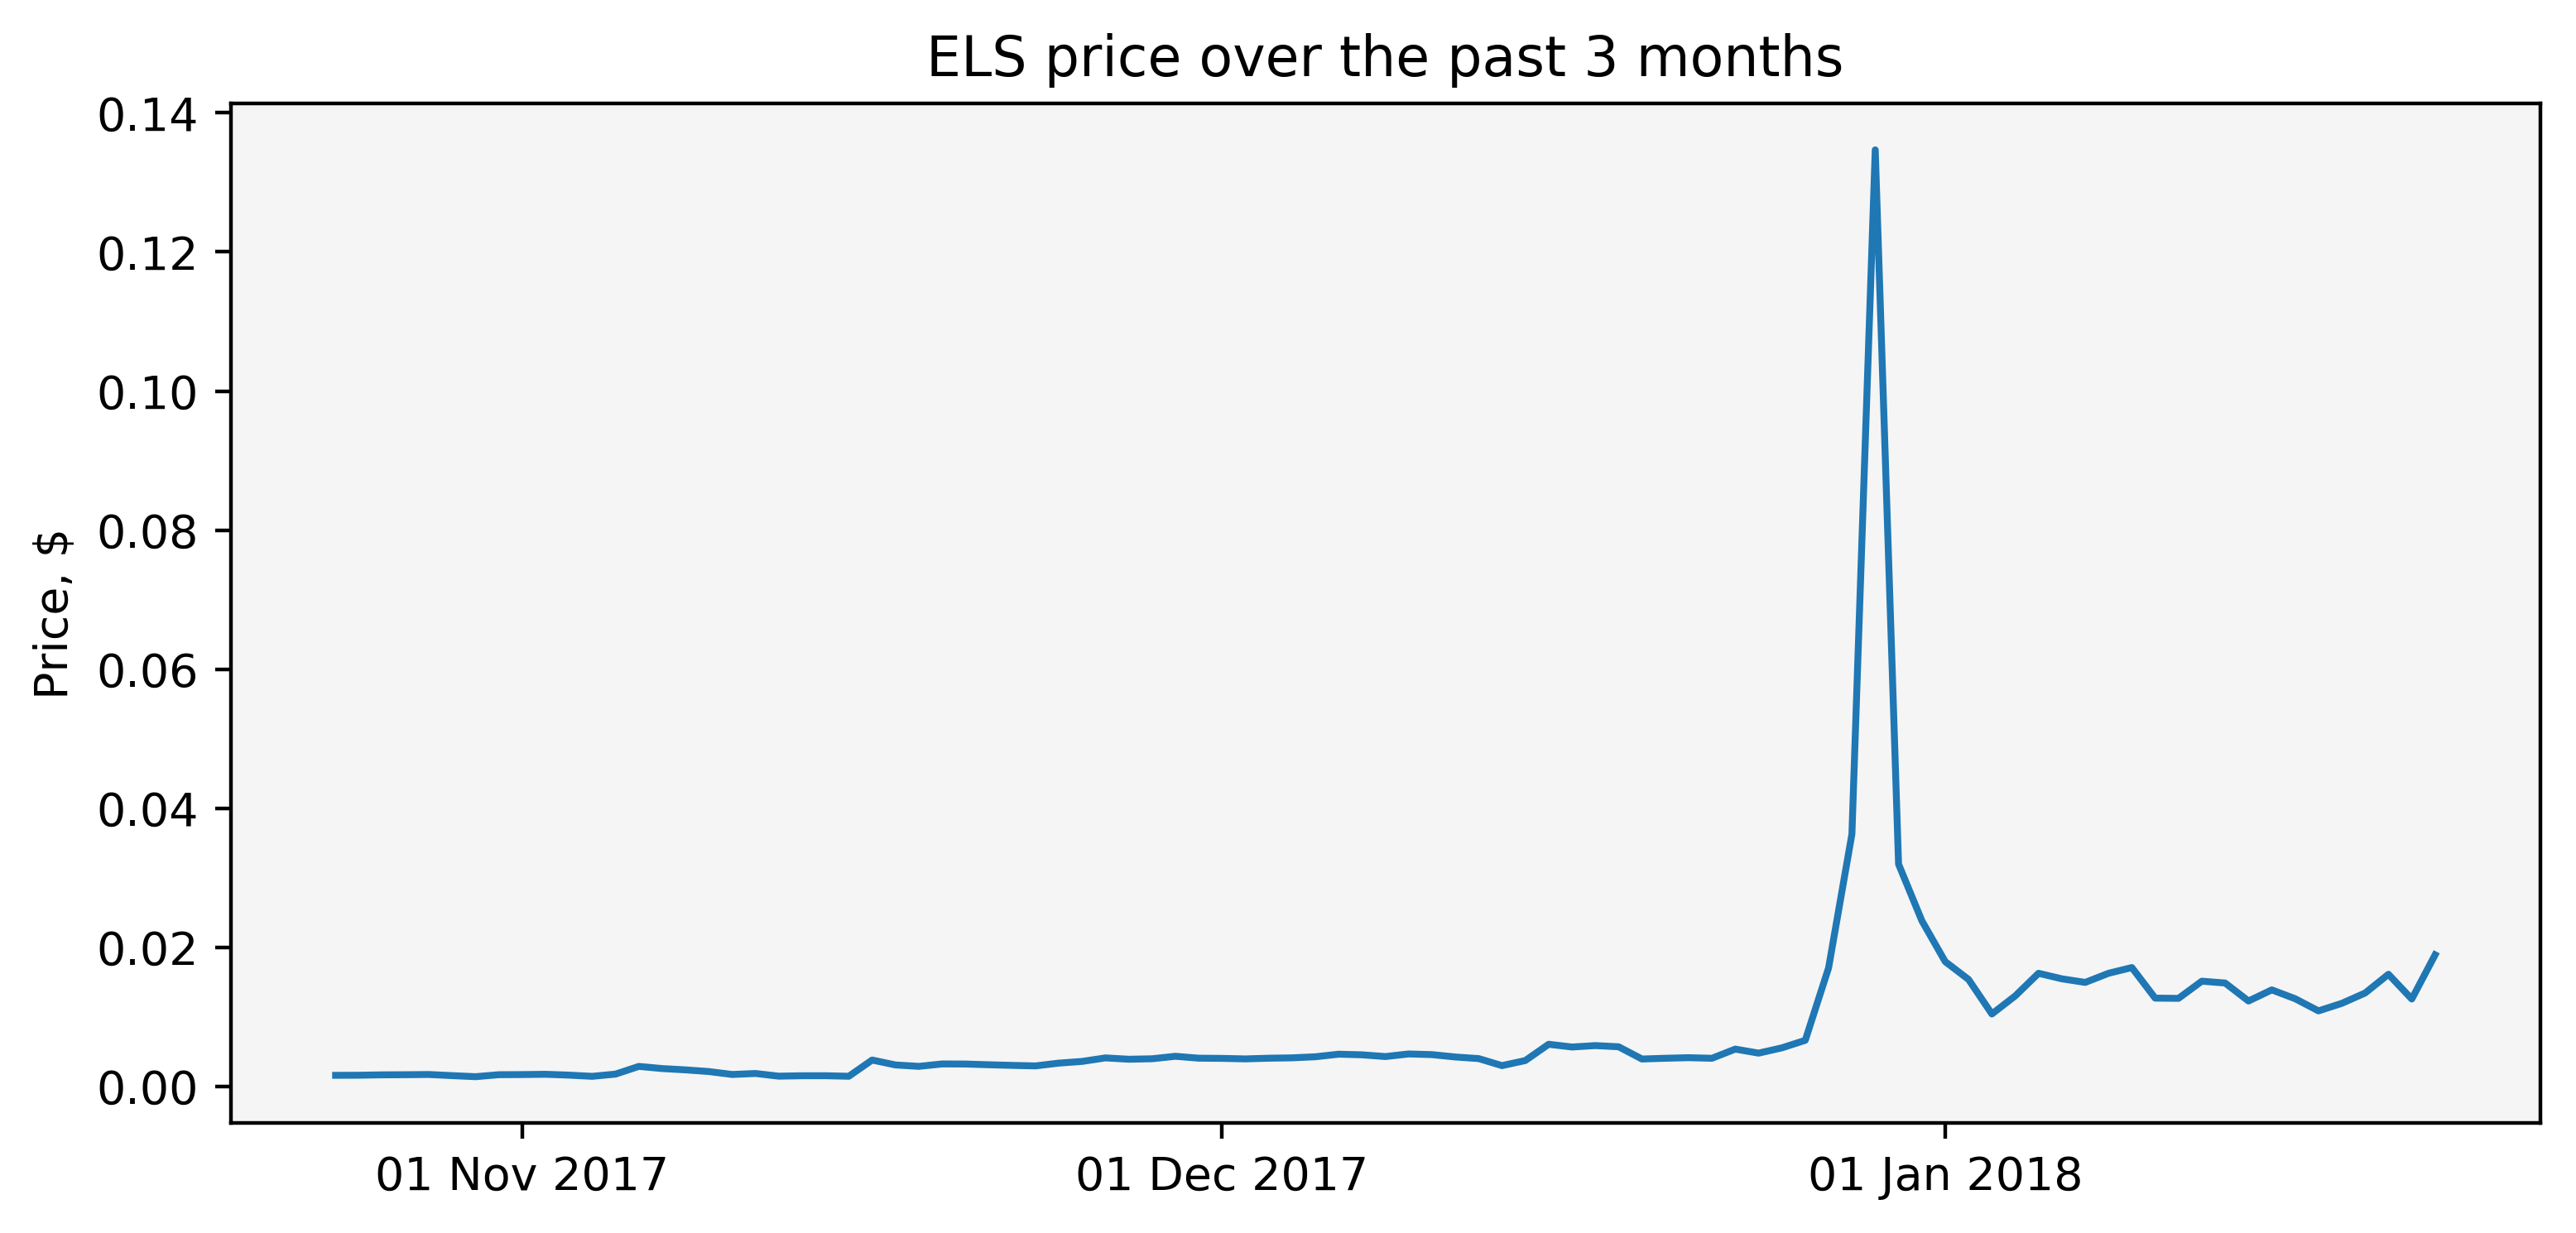 ELS price over the past 3 months
Price, $
0.14
0.12
0.10
0.08
0.06
0.04
0.02
0.00
01 Nov 2017
01 Dec 2017
01 Jan 2018